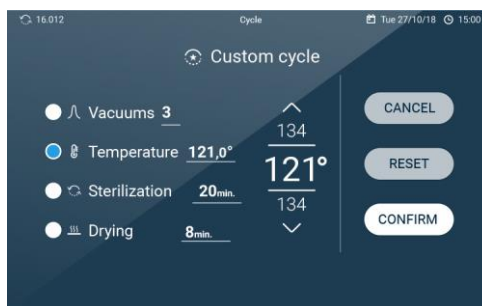 16.012 Cycle Tue 27/10/18 15:00
Custom cycle
Vacuums 3
Temperature 121,0°
Sterilization 20min.
Drying 8min.
134
121°
134
CANCEL
RESET
CONFIRM